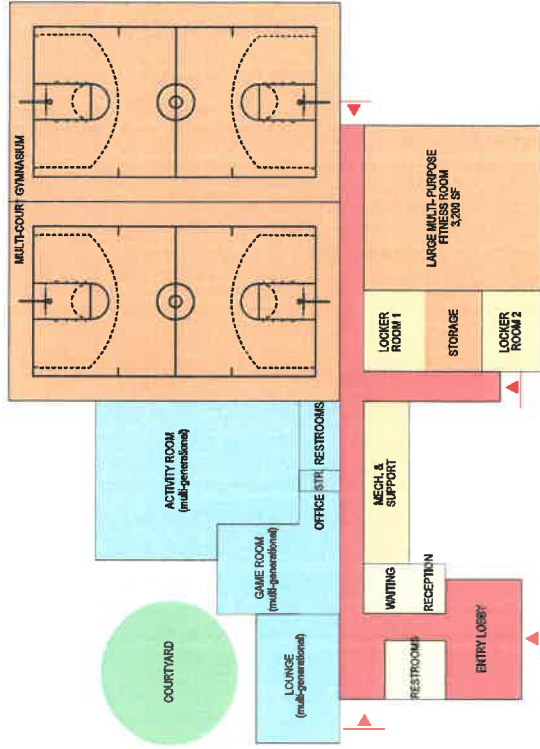 MULTI-COURT GYMNASIUM
ACTIVITY ROOM
(multi-generational)
GAME ROOM
(multi-generational)
COURTYARD
LOUNGE
(multi-generational)
OFFICE
STR.
RESTROOMS
LARGE MULTI- PURPOSE
FITNESS ROOM
3,200 SF
LOCKER
ROOM 1
STORAGE
LOCKER
ROOM 2
MECH. &
SUPPORT
WAITING
RECEPTION
RESTROOMS
ENTRY LOBBY